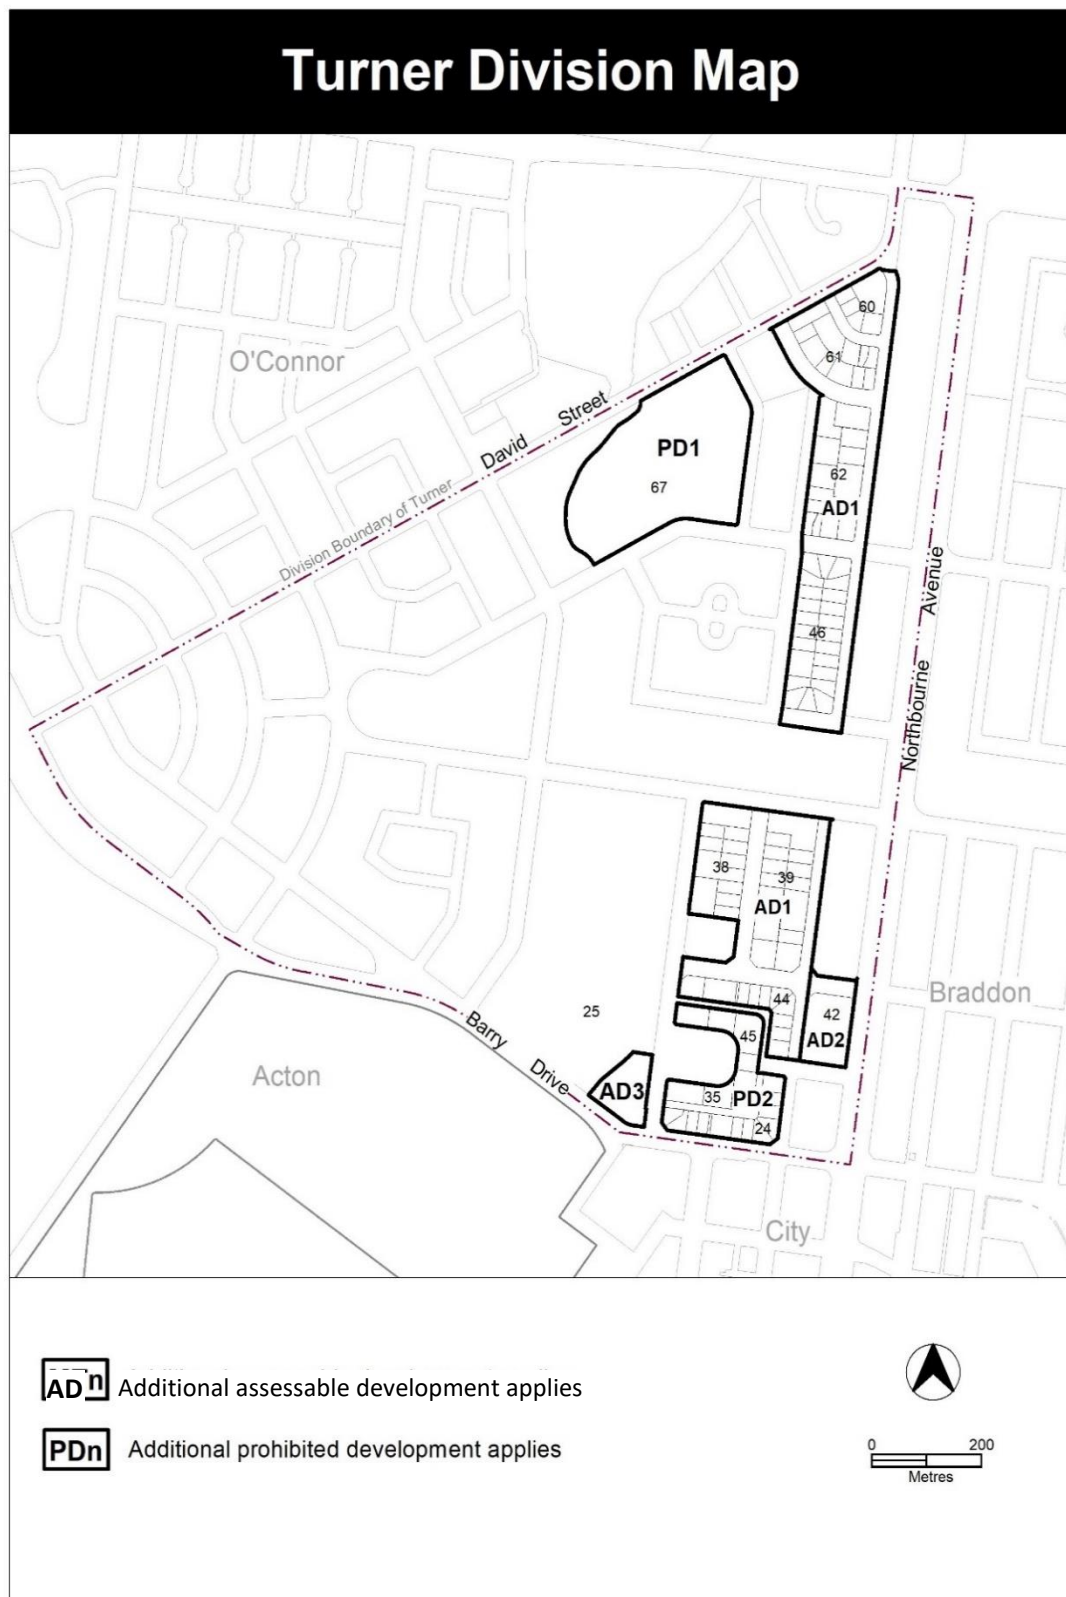 Turner Division Map
60
O'Connor
61
David Street
PD1
67
62
AD1
Division Boundary of Turner
Northbourne Avenue
46
38
39
AD1
Braddon
44
42
25
Barry Drive
45
AD2
Acton
AD3
35
PD2
24
City
ADn Additional assessable development applies
PDn Additional prohibited development applies
0 200
Metres